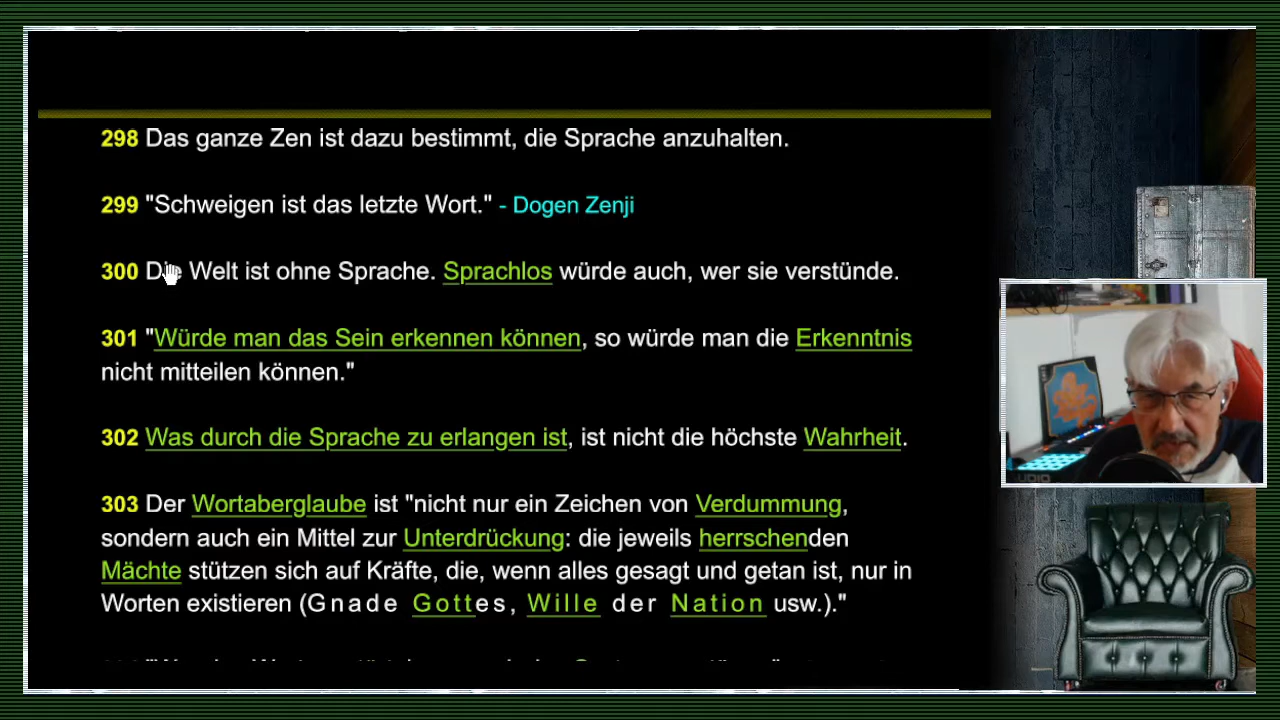 298 Das ganze Zen ist dazu bestimmt, die Sprache anzuhalten.
299 "Schweigen ist das letzte Wort." - Dogen Zenji
300 Die Welt ist ohne Sprache. Sprachlos würde auch, wer sie verstünde.
301 "Würde man das Sein erkennen können, so würde man die Erkenntnis
nicht mitteilen können."
302 Was durch die Sprache zu erlangen ist, ist nicht die höchste Wahrheit.
303 Der Wortaberglaube ist "nicht nur ein Zeichen von Verdummung,
sondern auch ein Mittel zur Unterdrückung: die jeweils herrschenden
Mächte stützen sich auf Kräfte, die, wenn alles gesagt und getan ist, nur in
Worten existieren (Gnade Gottes, Wille der Nation usw.)."